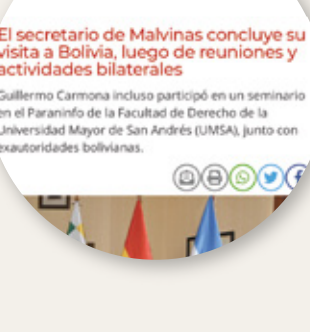 El secretario de Malvinas concluye su
visita a Bolivia, luego de reuniones y
actividades bilaterales
Guillermo Carmona incluso participó en un seminario
en el Paraninfo de la Facultad de Derecho de la
Universidad Mayor de San Andrés (UMSA), junto con
exautoridades bolivianas.